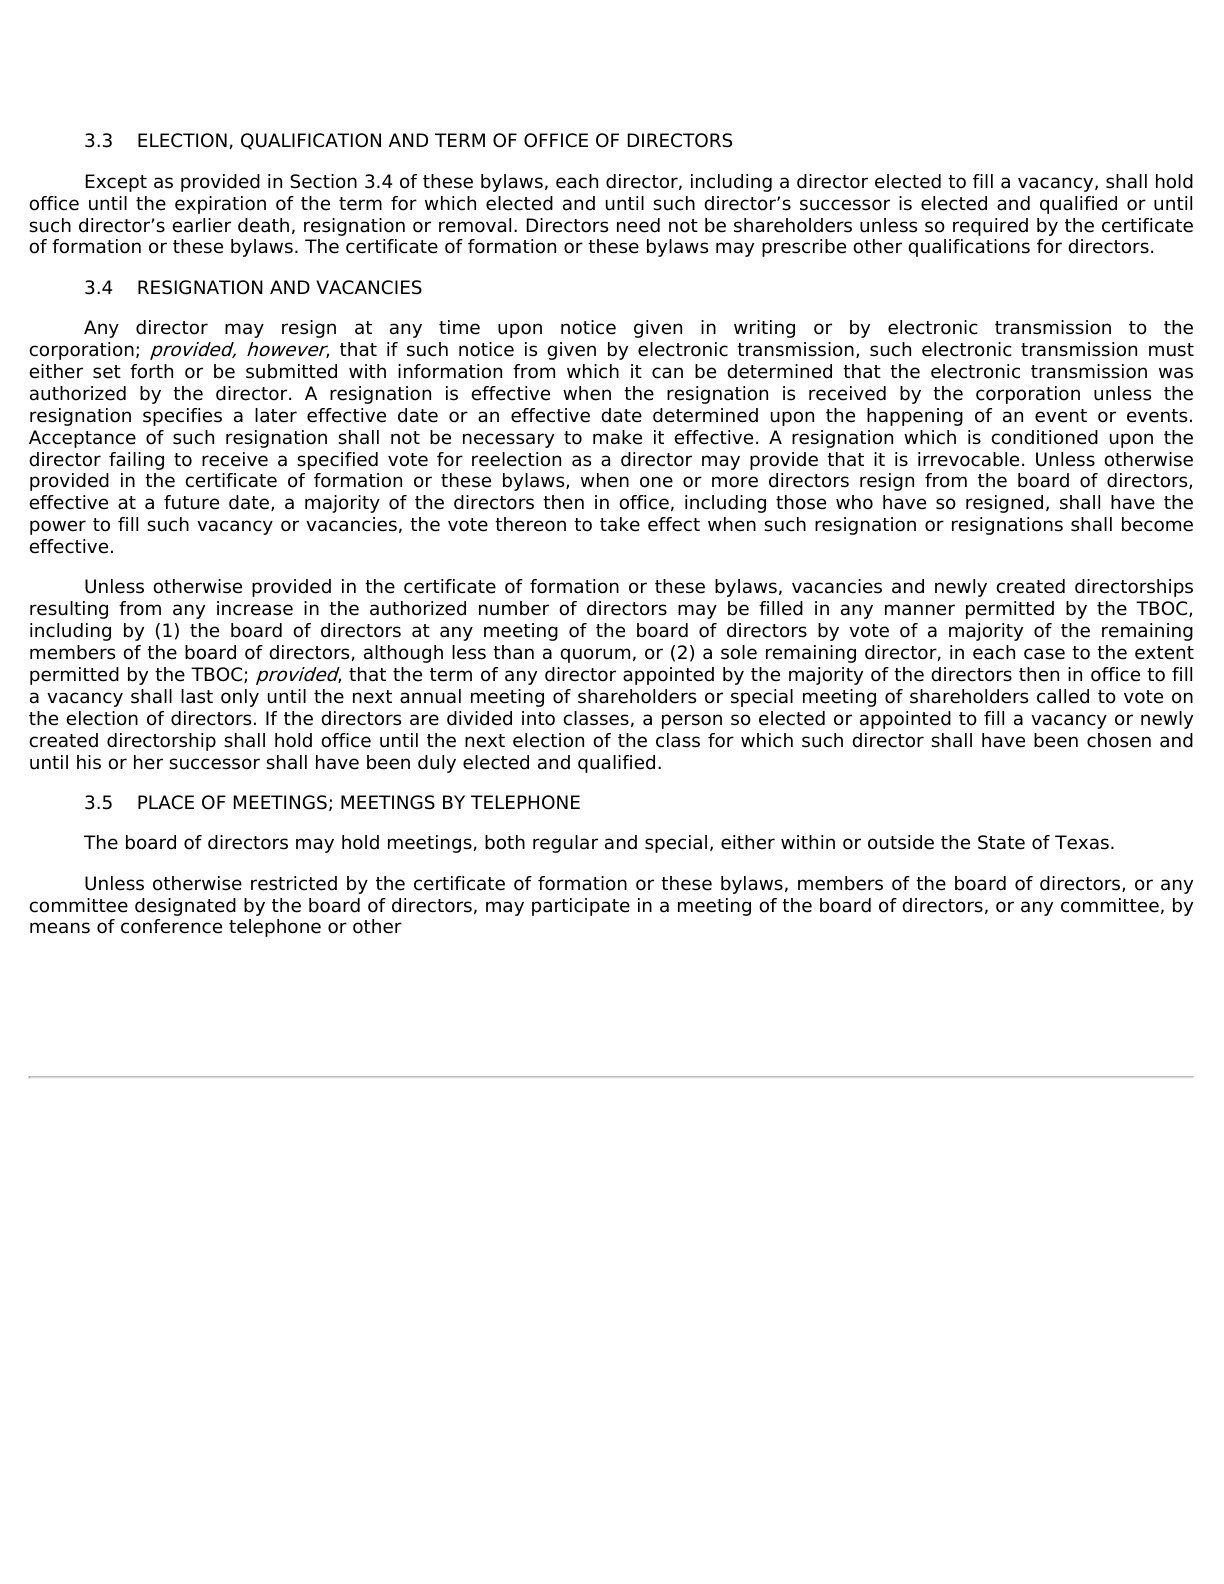 3.3 ELECTION, QUALIFICATION AND TERM OF OFFICE OF DIRECTORS
Except as provided in Section 3.4 of these bylaws, each director, including a director elected to fill a vacancy, shall hold
office until the expiration of the term for which elected and until such director’s successor is elected and qualified or until
such director’s earlier death, resignation or removal. Directors need not be shareholders unless so required by the certificate
of formation or these bylaws. The certificate of formation or these bylaws may prescribe other qualifications for directors.
3.4 RESIGNATION AND VACANCIES
Any director may resign at any time upon notice given in writing or by electronic transmission to the
corporation; provided, however, that if such notice is given by electronic transmission, such electronic transmission must
either set forth or be submitted with information from which it can be determined that the electronic transmission was
authorized by the director. A resignation is effective when the resignation is received by the corporation unless the
resignation specifies a later effective date or an effective date determined upon the happening of an event or events.
Acceptance of such resignation shall not be necessary to make it effective. A resignation which is conditioned upon the
director failing to receive a specified vote for reelection as a director may provide that it is irrevocable. Unless otherwise
provided in the certificate of formation or these bylaws, when one or more directors resign from the board of directors,
effective at a future date, a majority of the directors then in office, including those who have so resigned, shall have the
power to fill such vacancy or vacancies, the vote thereon to take effect when such resignation or resignations shall become
effective.
Unless otherwise provided in the certificate of formation or these bylaws, vacancies and newly created directorships
resulting from any increase in the authorized number of directors may be filled in any manner permitted by the TBOC,
including by (1) the board of directors at any meeting of the board of directors by vote of a majority of the remaining
members of the board of directors, although less than a quorum, or (2) a sole remaining director, in each case to the extent
permitted by the TBOC; provided, that the term of any director appointed by the majority of the directors then in office to fill
a vacancy shall last only until the next annual meeting of shareholders or special meeting of shareholders called to vote on
the election of directors. If the directors are divided into classes, a person so elected or appointed to fill a vacancy or newly
created directorship shall hold office until the next election of the class for which such director shall have been chosen and
until his or her successor shall have been duly elected and qualified.
3.5 PLACE OF MEETINGS; MEETINGS BY TELEPHONE
The board of directors may hold meetings, both regular and special, either within or outside the State of Texas.
Unless otherwise restricted by the certificate of formation or these bylaws, members of the board of directors, or any
committee designated by the board of directors, may participate in a meeting of the board of directors, or any committee, by
means of conference telephone or other